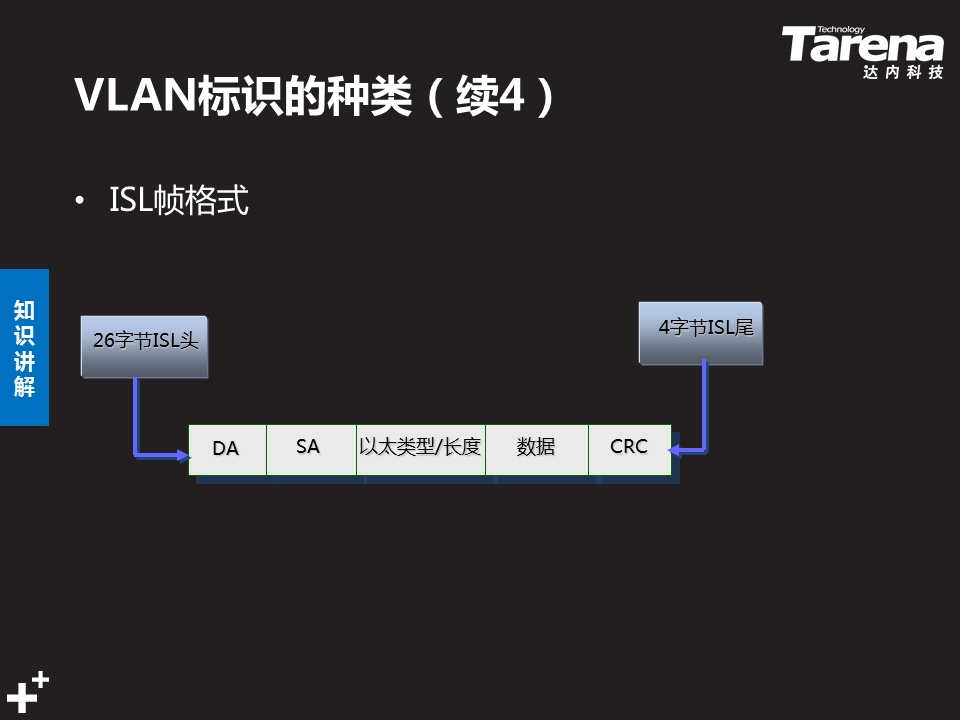 Technology
Tarena
达内科技
VLAN标识的种类（续4）
• ISL帧格式
知识讲解
26字节ISL头
4字节ISL尾
DA
SA
以太类型/长度
数据
CRC